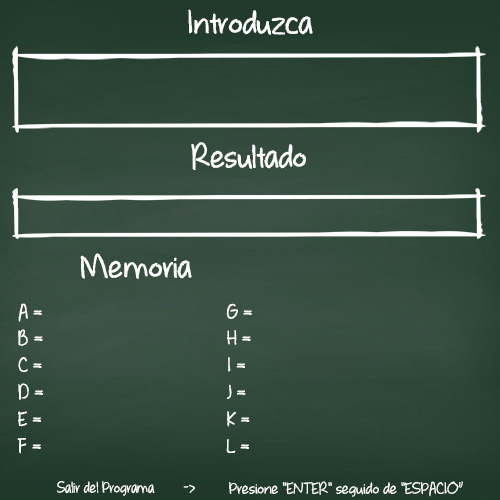 Introduzca
Resultado
Memoria
A =
B =
C =
D =
E =
F =
G =
H =
I =
J =
K =
L =
Salir del Programa -> Presione "ENTER" seguido de "ESPACIO"